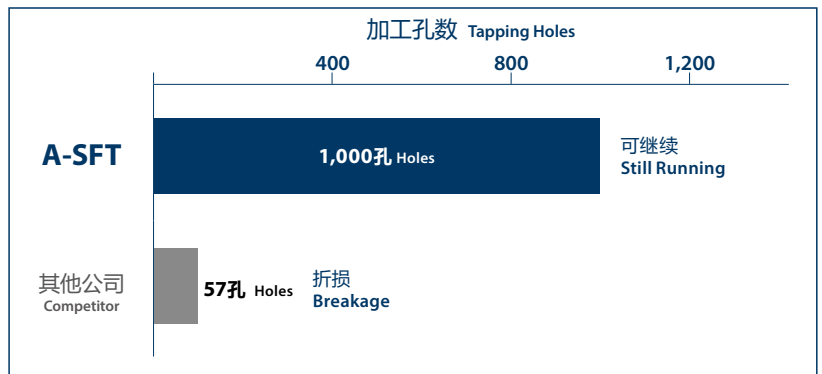 加工孔数 Tapping Holes
400 800 1,200
A-SFT
1,000孔 Holes
可继续
Still Running
其他公司
Competitor
57孔 Holes
折损
Breakage